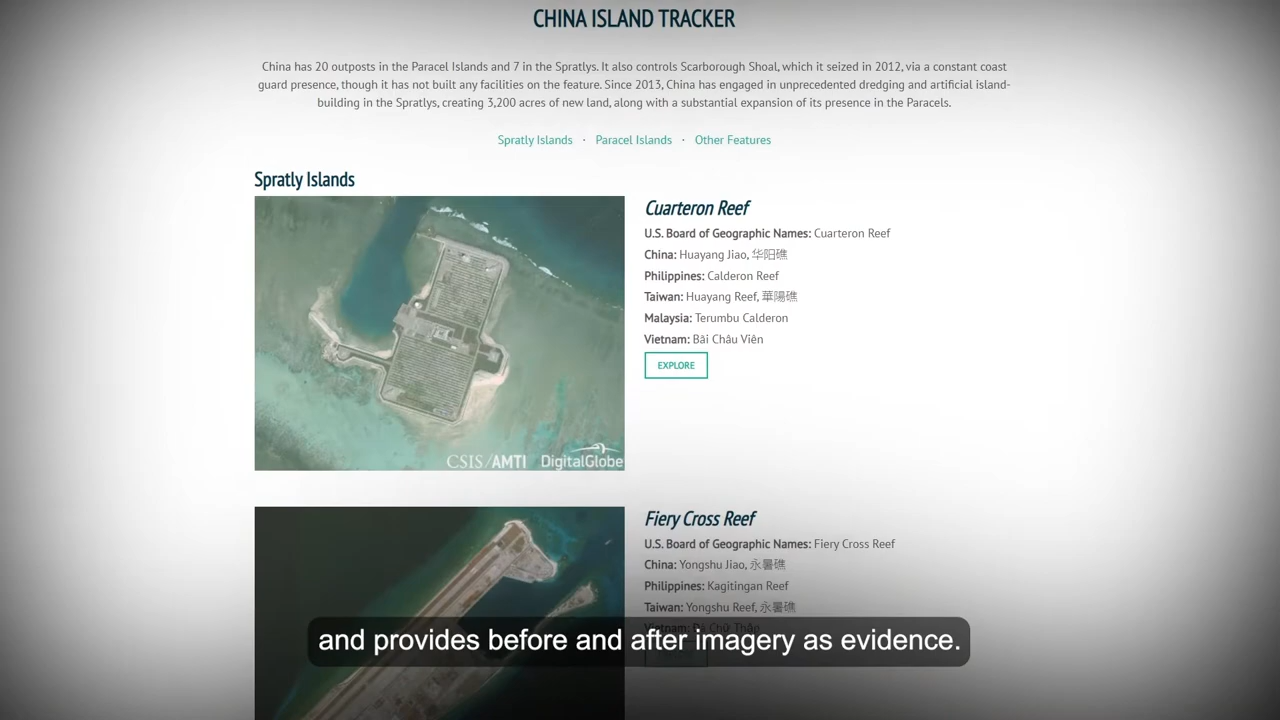 CHINA ISLAND TRACKER
China has 20 outposts in the Paracel Islands and 7 in the Spratlys. It also controls Scarborough Shoal, which it seized in 2012, via a constant coast
guard presence, though it has not built any facilities on the feature. Since 2013, China has engaged in unprecedented dredging and artificial island-
building in the Spratlys, creating 3,200 acres of new land, along with a substantial expansion of its presence in the Paracels.
Spratly Islands · Paracel Islands · Other Features
Spratly Islands
CSIS/AMTI DigitalGlobe
Cuarteron Reef
U.S. Board of Geographic Names: Cuarteron Reef
China: Huayang Jiao, 华阳礁
Philippines: Calderon Reef
Taiwan: Huayang Reef, 華陽礁
Malaysia: Terumbu Calderon
Vietnam: Bãi Châu Viên
EXPLORE
Fiery Cross Reef
U.S. Board of Geographic Names: Fiery Cross Reef
China: Yongshu Jiao, 永暑礁
Philippines: Kagitingan Reef
Taiwan: Yongshu Reef, 永暑礁
Vietnam: Đá Chữ Thập
and provides before and after imagery as evidence.